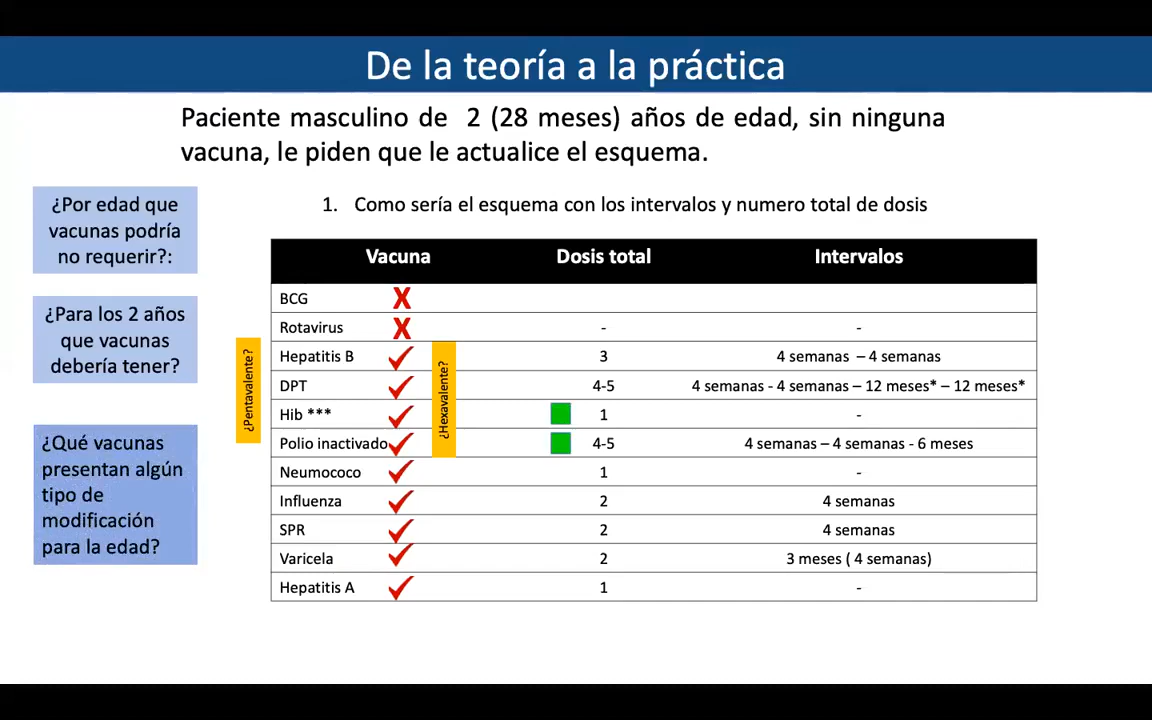 De la teoría a la práctica
Paciente masculino de 2 (28 meses) años de edad, sin ninguna
vacuna, le piden que le actualice el esquema.
¿Por edad que
vacunas podría
no requerir?:
¿Para los 2 años
que vacunas
debería tener?
¿Qué vacunas
presentan algún
tipo de
modificación
para la edad?
1. Como sería el esquema con los intervalos y numero total de dosis
Vacuna Dosis total Intervalos
BCG
Rotavirus - -
Hepatitis B 3 4 semanas – 4 semanas
DPT 4-5 4 semanas - 4 semanas – 12 meses* – 12 meses*
Hib *** 1 -
Polio inactivado 4-5 4 semanas – 4 semanas - 6 meses
Neumococo 1 -
Influenza 2 4 semanas
SPR 2 4 semanas
Varicela 2 3 meses ( 4 semanas)
Hepatitis A 1 -
¿Pentavalente?
¿Hexavalente?